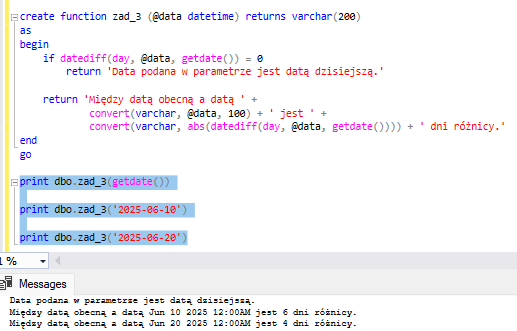 create function zad_3 (@data datetime) returns varchar(200)
as
begin
if datediff(day, @data, getdate()) = 0
return 'Data podana w parametrze jest datą dzisiejszą.'
return 'Między datą obecną a datą ' +
convert(varchar, @data, 100) + ' jest ' +
convert(varchar, abs(datediff(day, @data, getdate()))) + ' dni różnicy.'
end
go
print dbo.zad_3(getdate())
print dbo.zad_3('2025-06-10')
print dbo.zad_3('2025-06-20')
1 %
Messages
Data podana w parametrze jest datą dzisiejszą.
Między datą obecną a datą Jun 10 2025 12:00AM jest 6 dni różnicy.
Między datą obecną a datą Jun 20 2025 12:00AM jest 4 dni różnicy.